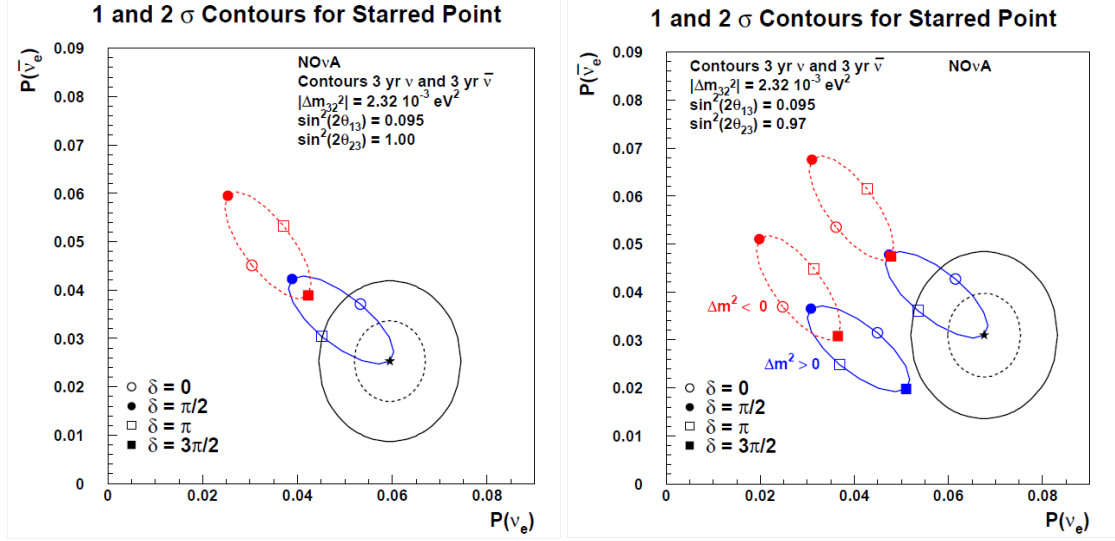 1 and 2 σ Contours for Starred Point
P(ν̅e)
0.09
0.08
0.07
0.06
0.05
0.04
0.03
0.02
0.01
0
NOνA
Contours 3 yr ν and 3 yr ν̅
|Δm32²| = 2.32 10⁻³ eV²
sin²(2θ13) = 0.095
sin²(2θ23) = 1.00
δ = 0
δ = π/2
δ = π
δ = 3π/2
0 0.02 0.04 0.06 0.08
P(νe)
1 and 2 σ Contours for Starred Point
P(ν̅e)
0.09
0.08
0.07
0.06
0.05
0.04
0.03
0.02
0.01
0
Contours 3 yr ν and 3 yr ν̅ NOνA
|Δm32²| = 2.32 10⁻³ eV²
sin²(2θ13) = 0.095
sin²(2θ23) = 0.97
Δm² < 0
Δm² > 0
δ = 0
δ = π/2
δ = π
δ = 3π/2
0 0.02 0.04 0.06 0.08
P(νe)